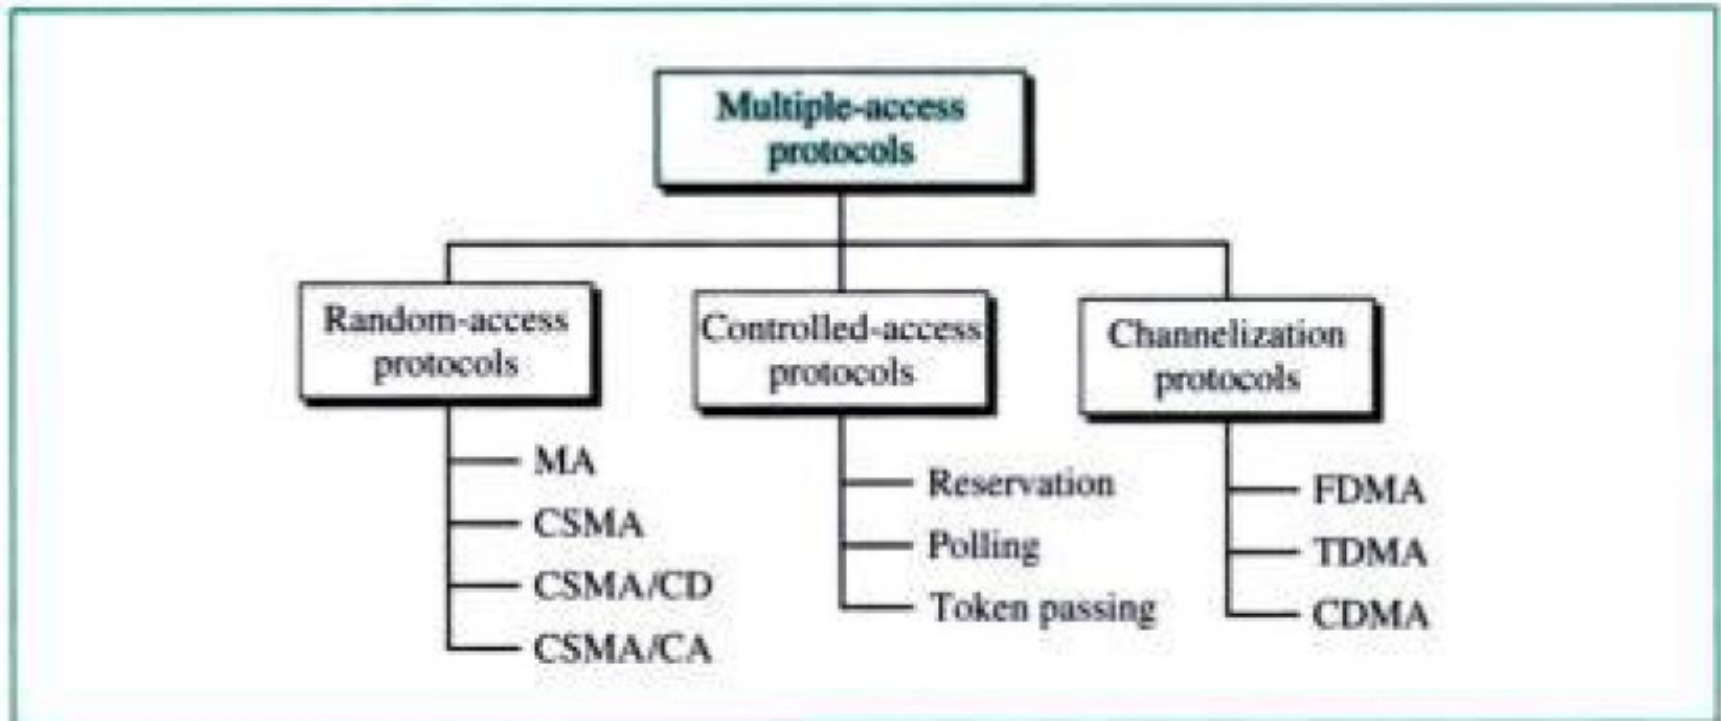 Multiple-access
protocols
Random-access
protocols
MA
CSMA
CSMA/CD
CSMA/CA
Controlled-access
protocols
Reservation
Polling
Token passing
Channelization
protocols
FDMA
TDMA
CDMA